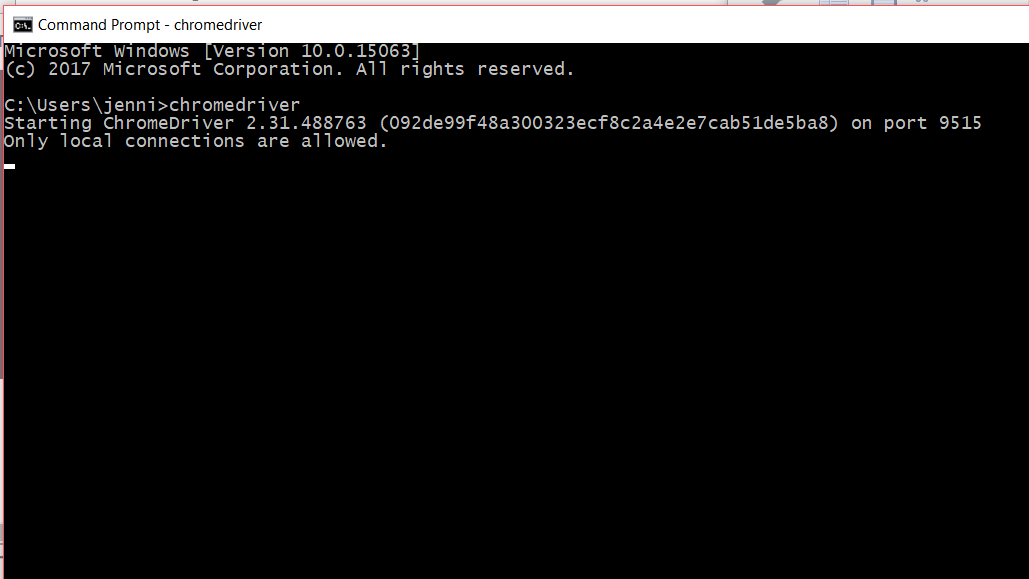 Command Prompt - chromedriver
Microsoft Windows [Version 10.0.15063]
(c) 2017 Microsoft Corporation. All rights reserved.
C:\Users\jenni>chromedriver
Starting ChromeDriver 2.31.488763 (092de99f48a300323ecf8c2a4e2e7cab51de5ba8) on port 9515
Only local connections are allowed.